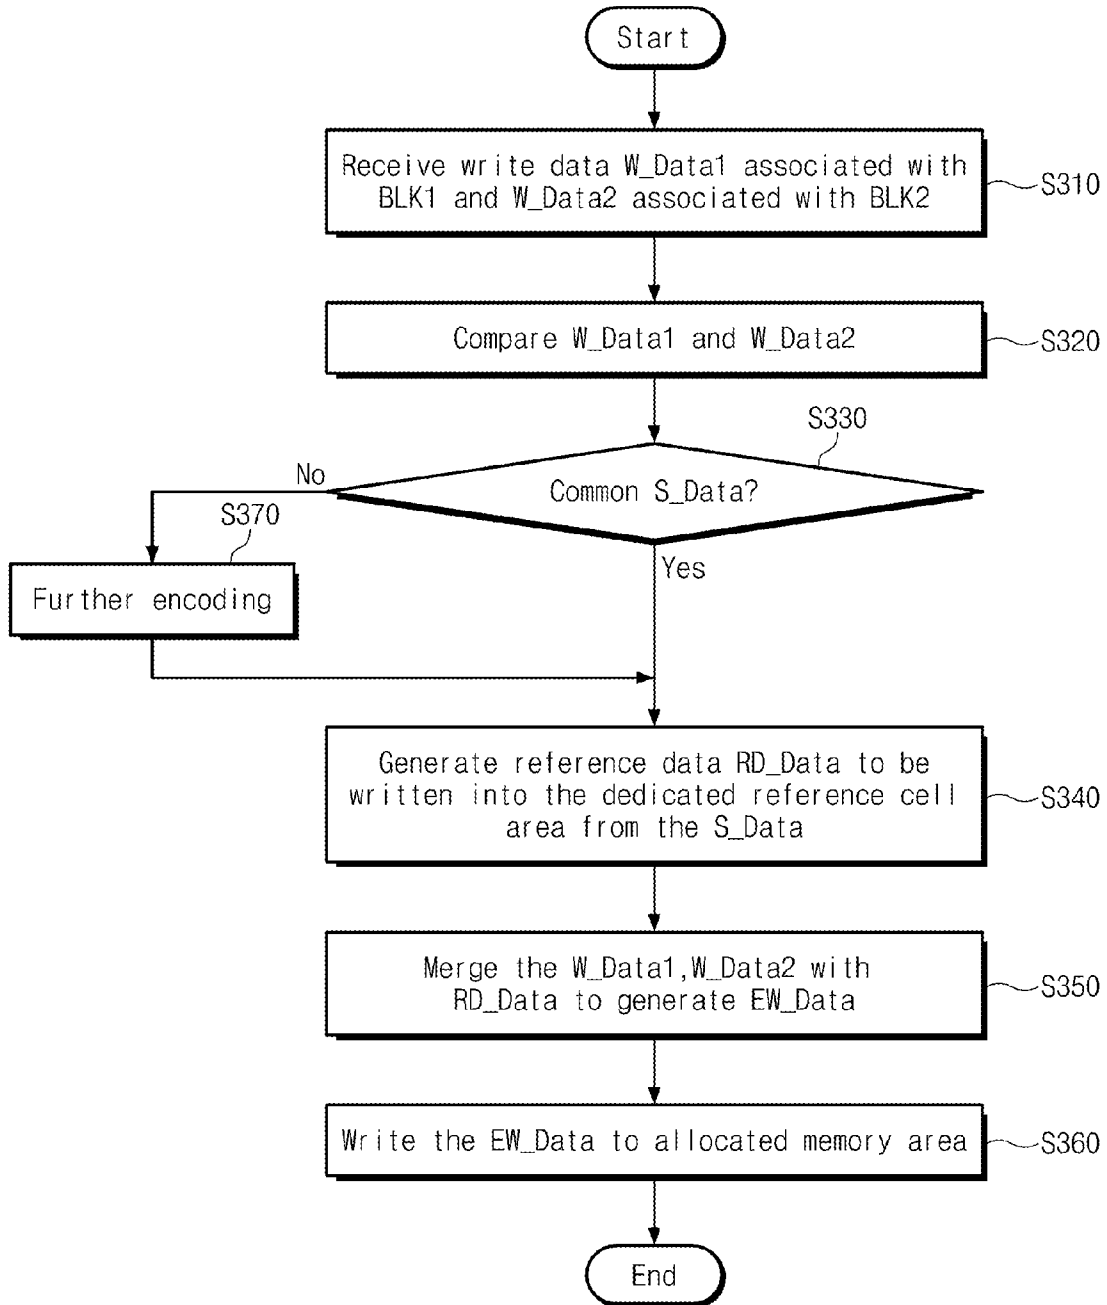 Start
Receive write data W_Data1 associated with
BLK1 and W_Data2 associated with BLK2
S310
Compare W_Data1 and W_Data2
S320
S330
Common S_Data?
No
Yes
S370
Further encoding
Generate reference data RD_Data to be
written into the dedicated reference cell
area from the S_Data
S340
Merge the W_Data1,W_Data2 with
RD_Data to generate EW_Data
S350
Write the EW_Data to allocated memory area
S360
End